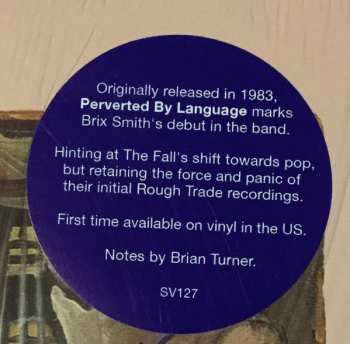 Originally released in 1983,
Perverted By Language marks
Brix Smith's debut in the band.
Hinting at The Fall's shift towards pop,
but retaining the force and panic of
their initial Rough Trade recordings.
First time available on vinyl in the US.
Notes by Brian Turner.
SV127